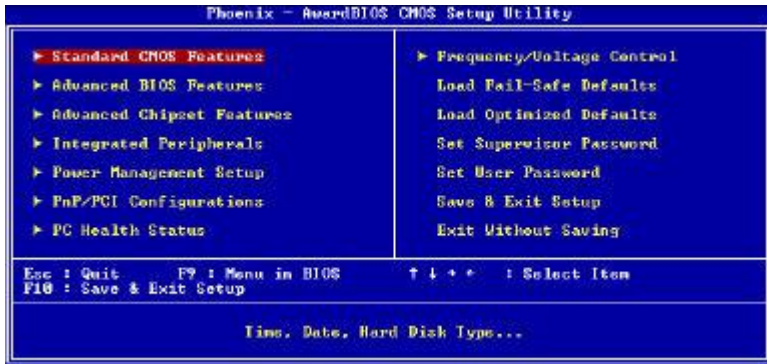 Phoenix - AwardBIOS CMOS Setup Utility
► Standard CMOS Features
► Advanced BIOS Features
► Advanced Chipset Features
► Integrated Peripherals
► Power Management Setup
► PnP/PCI Configurations
► PC Health Status
► Frequency/Voltage Control
Load Fail-Safe Defaults
Load Optimized Defaults
Set Supervisor Password
Set User Password
Save & Exit Setup
Exit Without Saving
Esc : Quit F9 : Menu in BIOS ↑ ↓ → ← : Select Item
F10 : Save & Exit Setup
Time, Date, Hard Disk Type...